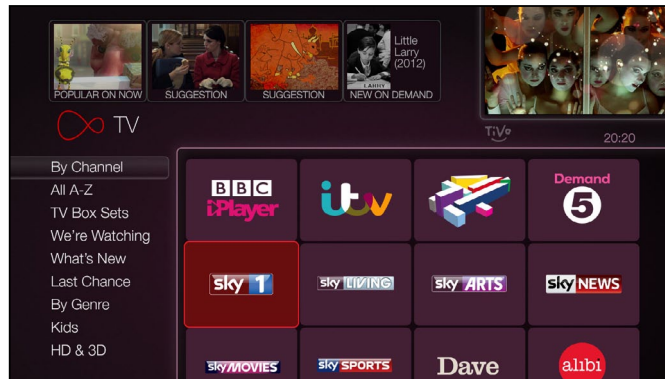 Little
Larry
(2012)
LARRY
POPULAR ON NOW
SUGGESTION
SUGGESTION
NEW ON DEMAND
TV
TiVo
20:20
By Channel
All A-Z
TV Box Sets
We're Watching
What's New
Last Chance
By Genre
Kids
HD & 3D
BBC
iPlayer
itv
Demand
5
sky 1
sky LIVING
sky ARTS
sky NEWS
sky MOVIES
sky SPORTS
Dave
alibi